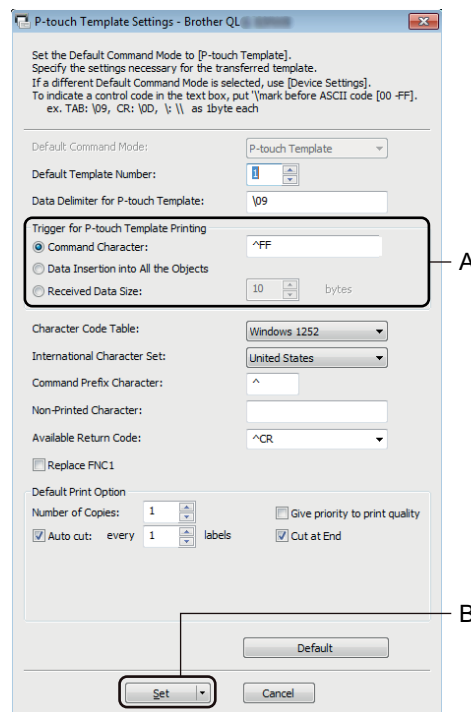 P-touch Template Settings - Brother QL
Set the Default Command Mode to [P-touch Template].
Specify the settings necessary for the transferred template.
If a different Default Command Mode is selected, use [Device Settings].
To indicate a control code in the text box, put '\'mark before ASCII code [00 -FF].
ex. TAB: \09, CR: \0D, \: \\ as 1byte each
Default Command Mode: P-touch Template
Default Template Number: 1
Data Delimiter for P-touch Template: \09
Trigger for P-touch Template Printing
Command Character: ^FF
A
Data Insertion into All the Objects
Received Data Size: 10 bytes
Character Code Table: Windows 1252
International Character Set: United States
Command Prefix Character: ^
Non-Printed Character:
Available Return Code: ^CR
Replace FNC1
Default Print Option
Number of Copies: 1 Give priority to print quality
Auto cut: every 1 labels Cut at End
B
Default
Set Cancel